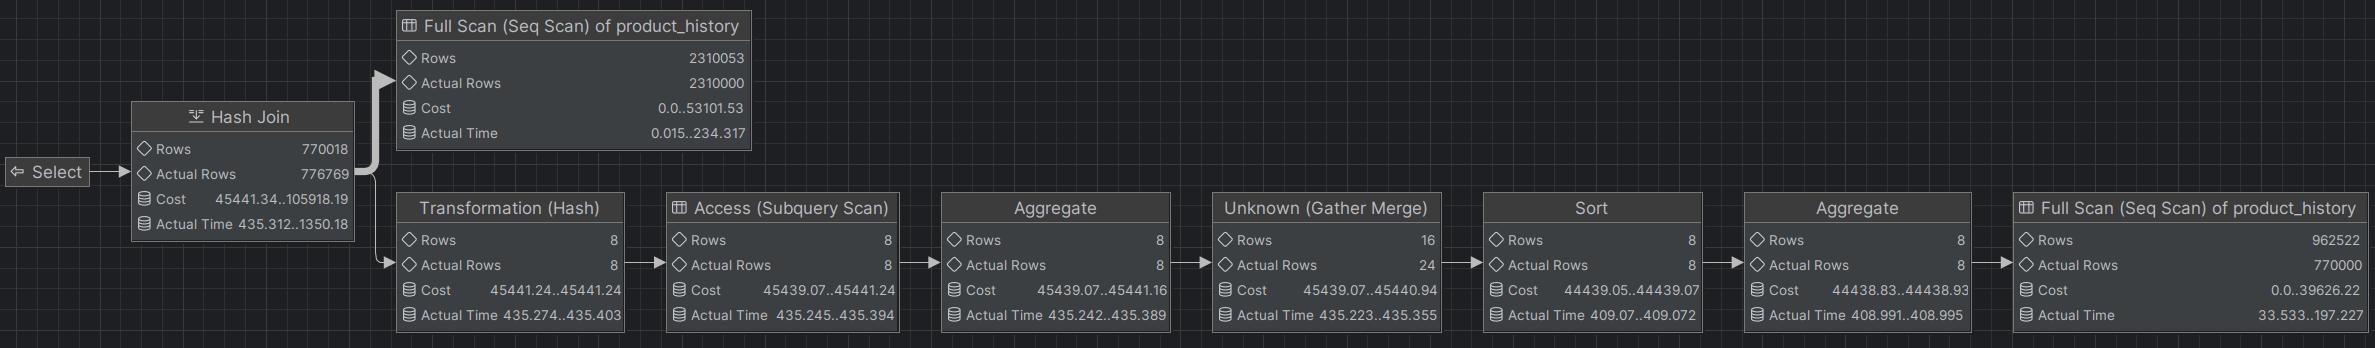 Select
Hash Join
Rows 770018
Actual Rows 776769
Cost 45441.34..105918.19
Actual Time 435.312..1350.18
Full Scan (Seq Scan) of product_history
Rows 2310053
Actual Rows 2310000
Cost 0.0..53101.53
Actual Time 0.015..234.317
Transformation (Hash)
Rows 8
Actual Rows 8
Cost 45441.24..45441.24
Actual Time 435.274..435.403
Access (Subquery Scan)
Rows 8
Actual Rows 8
Cost 45439.07..45441.24
Actual Time 435.245..435.394
Aggregate
Rows 8
Actual Rows 8
Cost 45439.07..45441.16
Actual Time 435.242..435.389
Unknown (Gather Merge)
Rows 16
Actual Rows 24
Cost 45439.07..45440.94
Actual Time 435.223..435.355
Sort
Rows 8
Actual Rows 8
Cost 44439.05..44439.07
Actual Time 409.07..409.072
Aggregate
Rows 8
Actual Rows 8
Cost 44438.83..44438.93
Actual Time 408.991..408.995
Full Scan (Seq Scan) of product_history
Rows 962522
Actual Rows 770000
Cost 0.0..39626.22
Actual Time 33.533..197.227